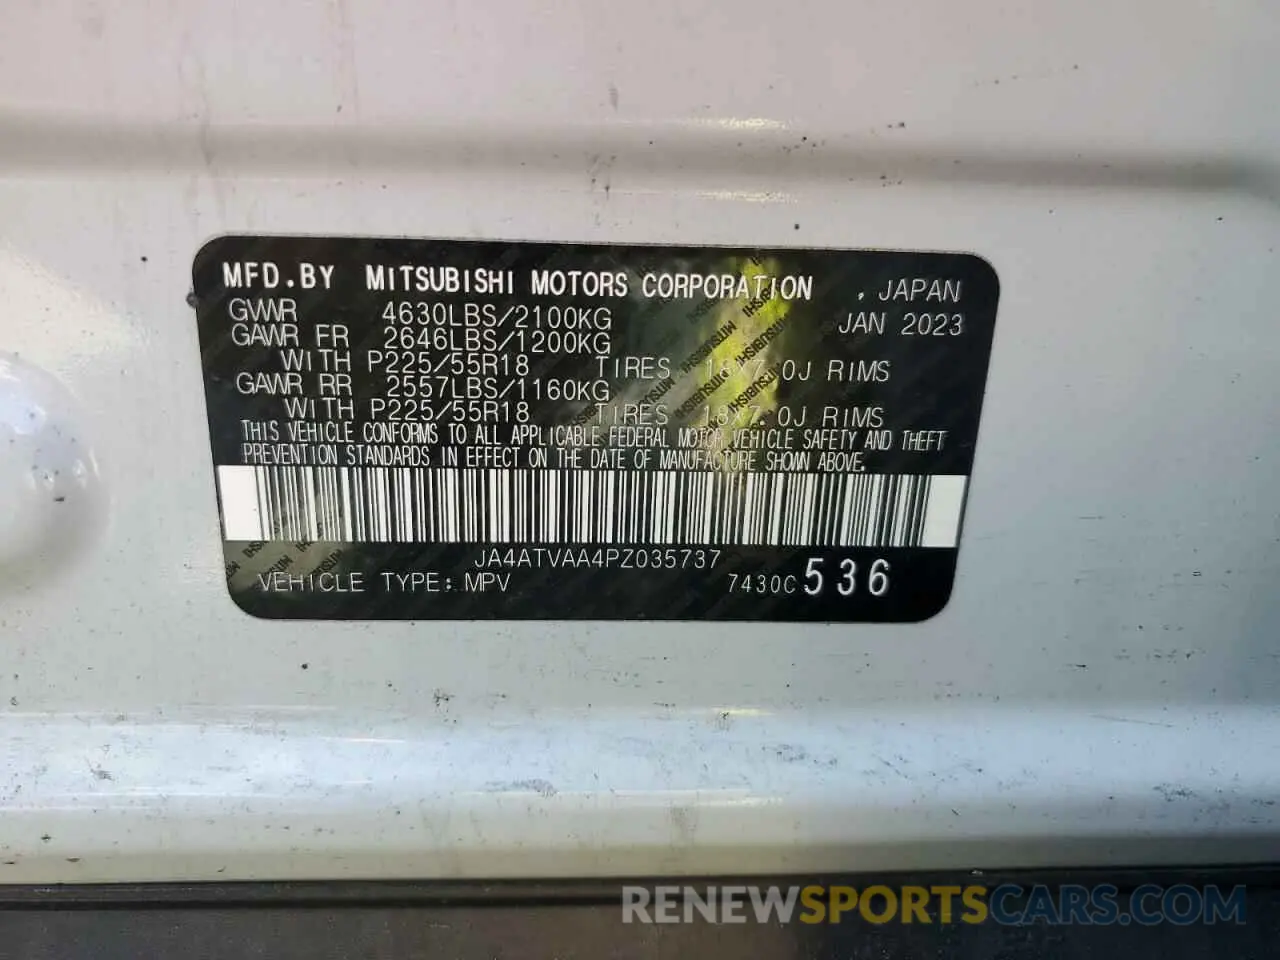 MFD.BY MITSUBISHI MOTORS CORPORATION , JAPAN
GVWR 4630LBS/2100KG JAN 2023
GAWR FR 2646LBS/1200KG
WITH P225/55R18 TIRES 18X7.0J RIMS
GAWR RR 2557LBS/1160KG
WITH P225/55R18 TIRES 18X7.0J RIMS
THIS VEHICLE CONFORMS TO ALL APPLICABLE FEDERAL MOTOR VEHICLE SAFETY AND THEFT
PREVENTION STANDARDS IN EFFECT ON THE DATE OF MANUFACTURE SHOWN ABOVE.
JA4ATVAA4PZ035737
VEHICLE TYPE: MPV 7430C 536
RENEWSPORTSCARS.COM